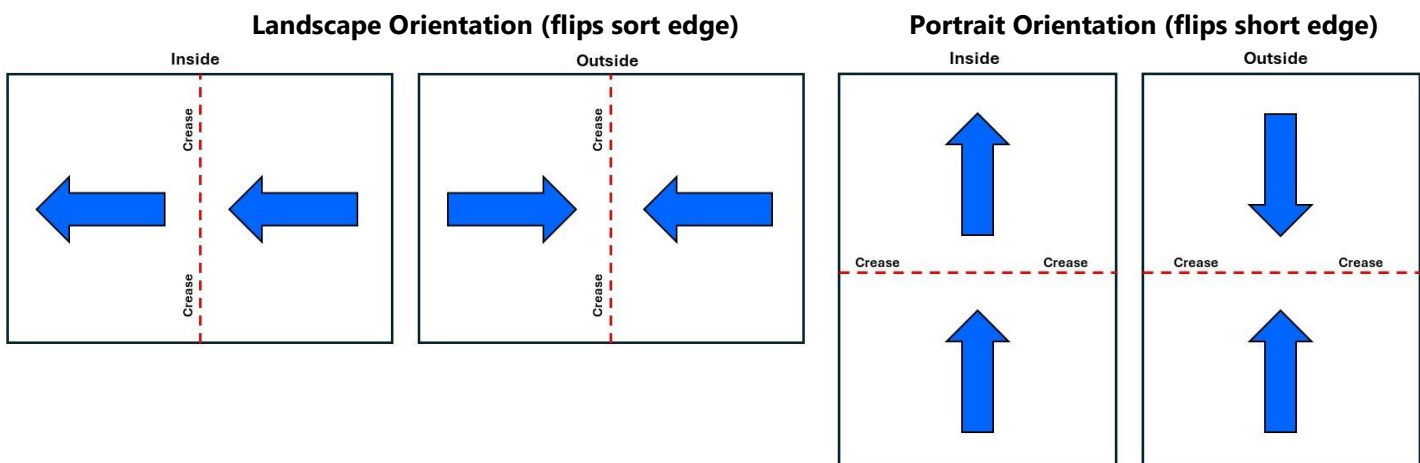 Landscape Orientation (flips sort edge)
Inside
Outside
Crease
Crease
Crease
Crease
Portrait Orientation (flips short edge)
Inside
Outside
Crease
Crease
Crease
Crease